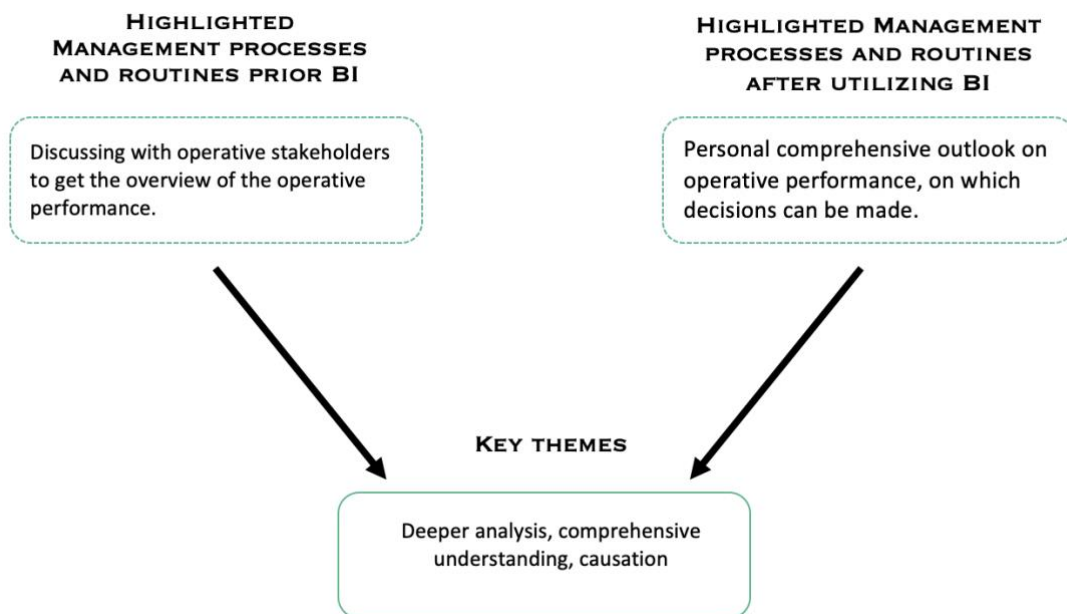 Highlighted
Management processes
and routines prior BI
Discussing with operative stakeholders
to get the overview of the operative
performance.
Highlighted Management
processes and routines
after utilizing BI
Personal comprehensive outlook on
operative performance, on which
decisions can be made.
Key themes
Deeper analysis, comprehensive
understanding, causation